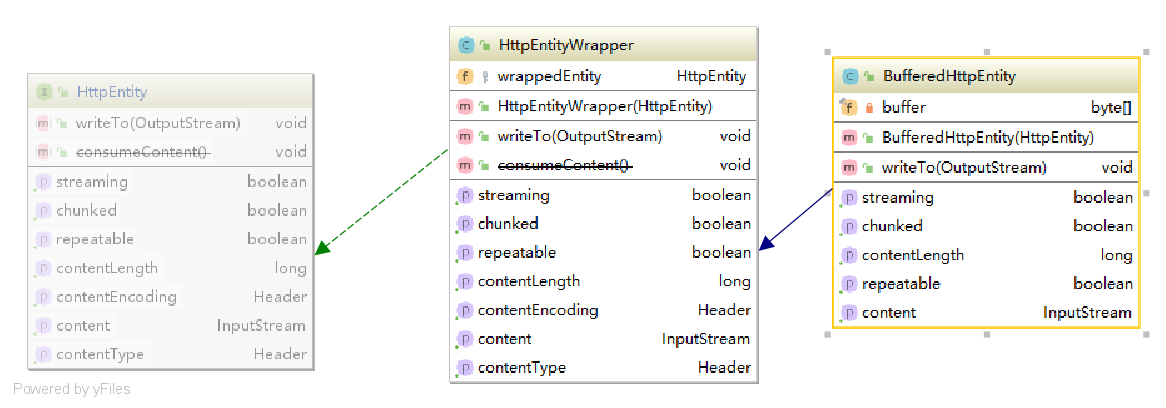 HttpEntity
writeTo(OutputStream) void
consumeContent() void
streaming boolean
chunked boolean
repeatable boolean
contentLength long
contentEncoding Header
content InputStream
contentType Header
Powered by yFiles
HttpEntityWrapper
wrappedEntity HttpEntity
HttpEntityWrapper(HttpEntity)
writeTo(OutputStream) void
consumeContent() void
streaming boolean
chunked boolean
repeatable boolean
contentLength long
contentEncoding Header
content InputStream
contentType Header
BufferedHttpEntity
buffer byte[]
BufferedHttpEntity(HttpEntity)
writeTo(OutputStream) void
streaming boolean
chunked boolean
contentLength long
repeatable boolean
content InputStream